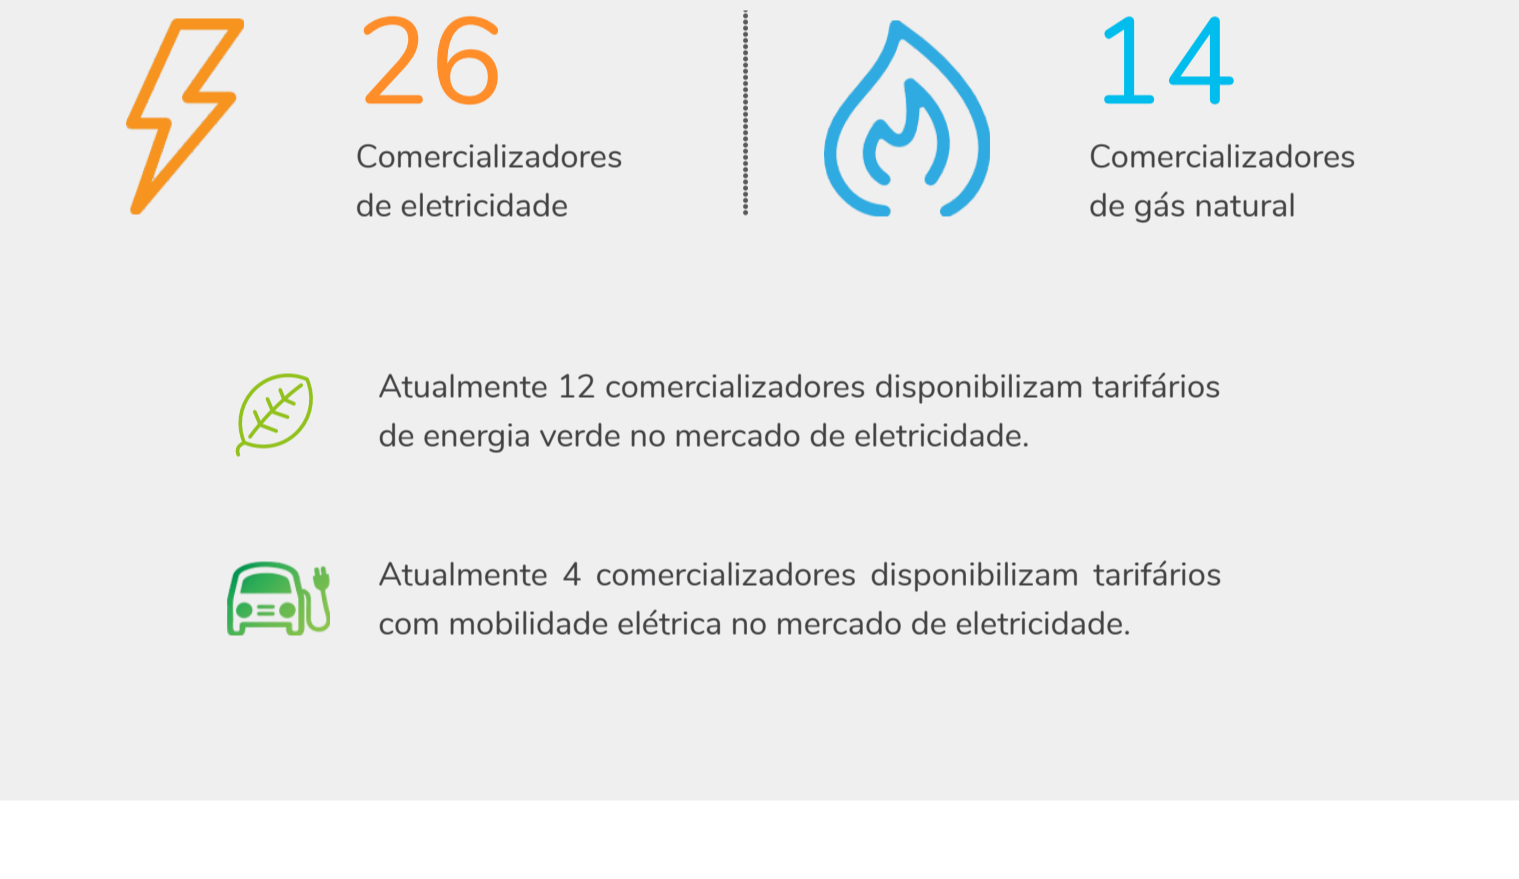 26
Comercializadores
de eletricidade
14
Comercializadores
de gás natural
Atualmente 12 comercializadores disponibilizam tarifários
de energia verde no mercado de eletricidade.
Atualmente 4 comercializadores disponibilizam tarifários
com mobilidade elétrica no mercado de eletricidade.